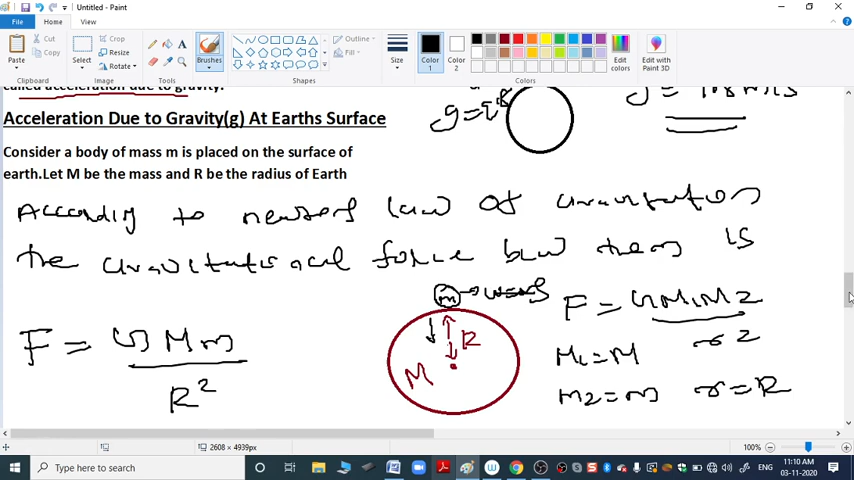 Untitled - Paint
File Home View
Cut
Copy
Paste
Clipboard
Select
Crop
Resize
Rotate
Image
Tools
Brushes
Shapes
Outline
Fill
Size
Color 1
Color 2
Colors
Edit colors
Edit with Paint 3D
called acceleration due to gravity.
Acceleration Due to Gravity(g) At Earths Surface
Consider a body of mass m is placed on the surface of
earth.Let M be the mass and R be the radius of Earth
According to newtons law of gravitation
the gravitational force btw them is
m
F = GM1M2
r2
F = GMm
R2
R
M
M1=M
m2=m r=R
2608 × 4939px
100%
Type here to search
ENG
11:10 AM
03-11-2020